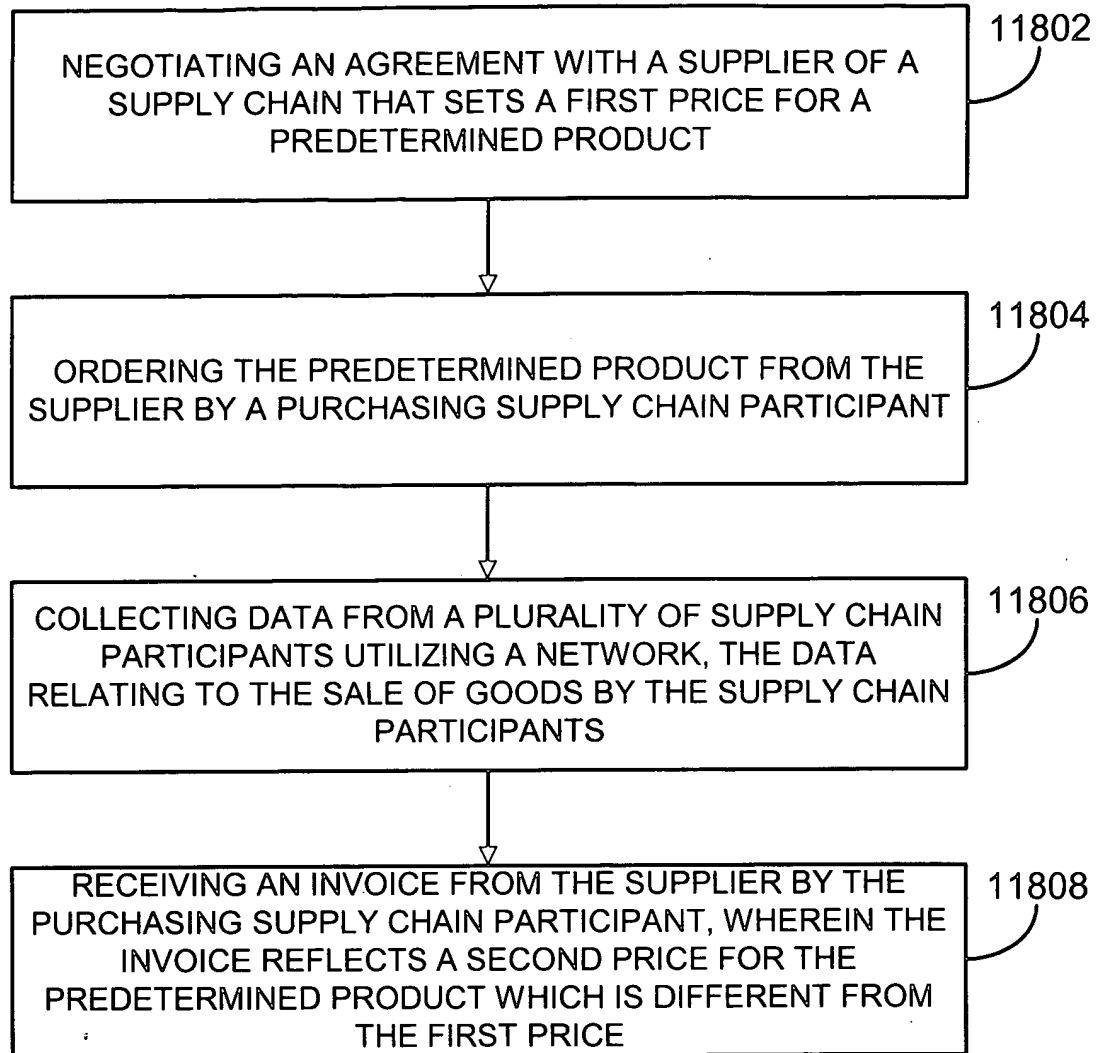 11802
NEGOTIATING AN AGREEMENT WITH A SUPPLIER OF A
SUPPLY CHAIN THAT SETS A FIRST PRICE FOR A
PREDETERMINED PRODUCT
11804
ORDERING THE PREDETERMINED PRODUCT FROM THE
SUPPLIER BY A PURCHASING SUPPLY CHAIN PARTICIPANT
11806
COLLECTING DATA FROM A PLURALITY OF SUPPLY CHAIN
PARTICIPANTS UTILIZING A NETWORK, THE DATA
RELATING TO THE SALE OF GOODS BY THE SUPPLY CHAIN
PARTICIPANTS
11808
RECEIVING AN INVOICE FROM THE SUPPLIER BY THE
PURCHASING SUPPLY CHAIN PARTICIPANT, WHEREIN THE
INVOICE REFLECTS A SECOND PRICE FOR THE
PREDETERMINED PRODUCT WHICH IS DIFFERENT FROM
THE FIRST PRICE